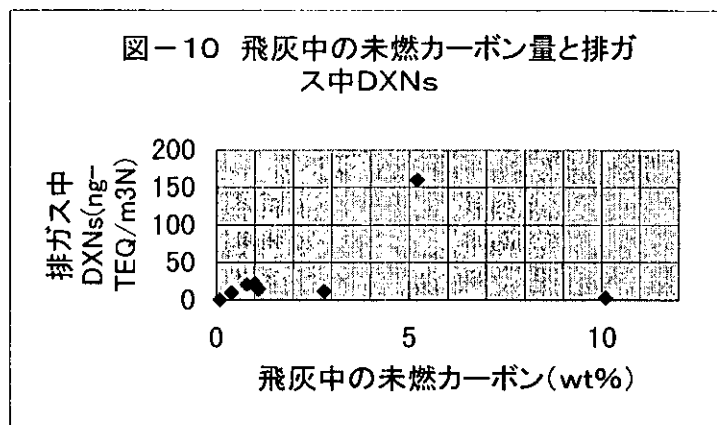 図－10 飛灰中の未燃カーボン量と排ガ
ス中DXNs
排ガス中
DXNs(ng-
TEQ/m3N)
200
150
100
50
0
0 5 10
飛灰中の未燃カーボン(wt%)